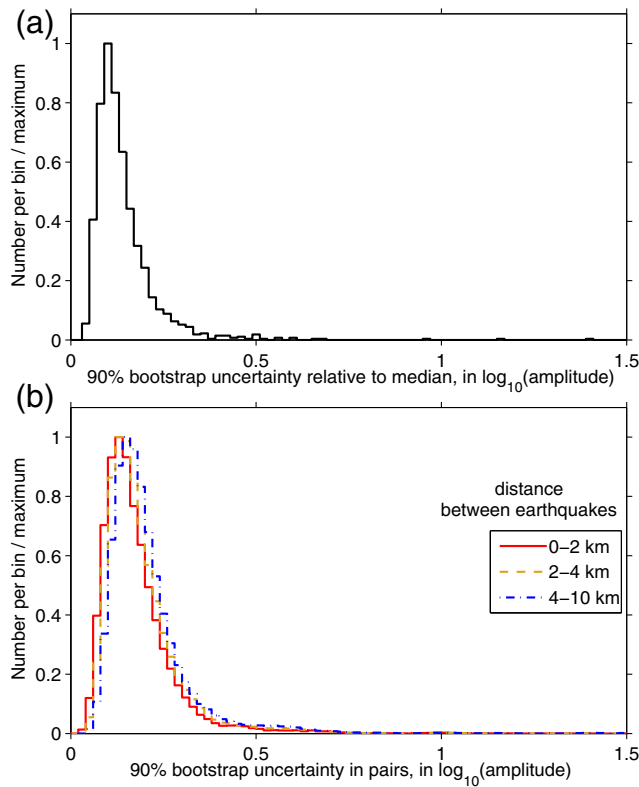 (a)
Number per bin / maximum
1
0.8
0.6
0.4
0.2
0
0 0.5 1 1.5
90% bootstrap uncertainty relative to median, in log10(amplitude)
(b)
Number per bin / maximum
1
0.8
0.6
0.4
0.2
0
distance
between earthquakes
0−2 km
2−4 km
4−10 km
0 0.5 1 1.5
90% bootstrap uncertainty in pairs, in log10(amplitude)